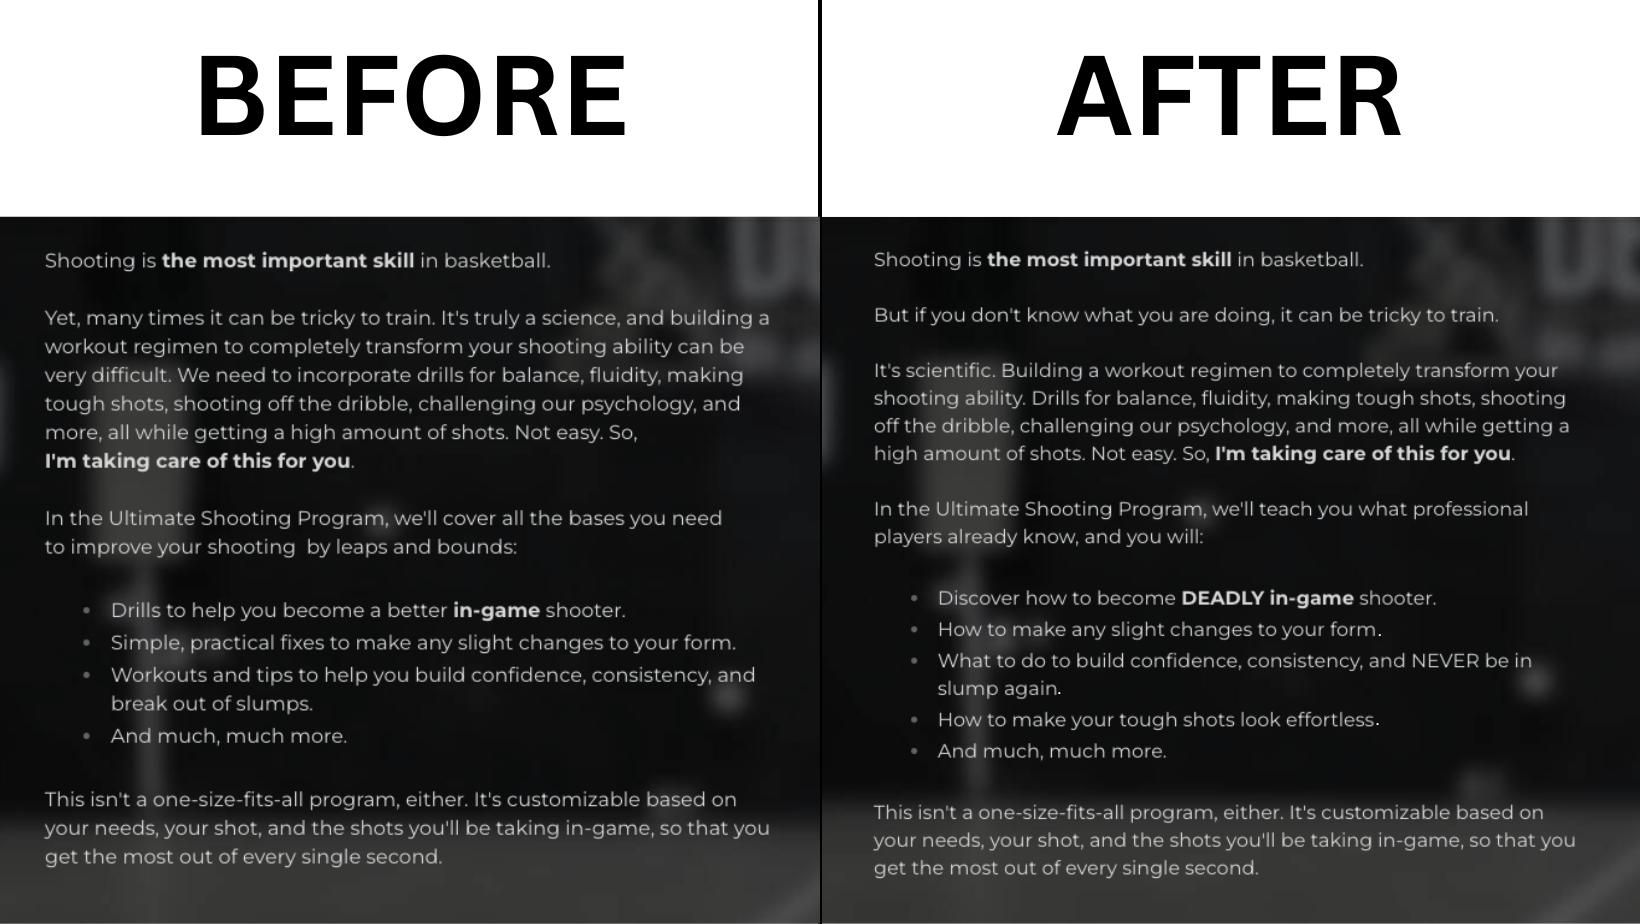 BEFORE
Shooting is the most important skill in basketball.
Yet, many times it can be tricky to train. It's truly a science, and building a
workout regimen to completely transform your shooting ability can be
very difficult. We need to incorporate drills for balance, fluidity, making
tough shots, shooting off the dribble, challenging our psychology, and
more, all while getting a high amount of shots. Not easy. So,
I'm taking care of this for you.
In the Ultimate Shooting Program, we'll cover all the bases you need
to improve your shooting  by leaps and bounds:
• Drills to help you become a better in-game shooter.
• Simple, practical fixes to make any slight changes to your form.
• Workouts and tips to help you build confidence, consistency, and
break out of slumps.
• And much, much more.
This isn't a one-size-fits-all program, either. It's customizable based on
your needs, your shot, and the shots you'll be taking in-game, so that you
get the most out of every single second.
AFTER
Shooting is the most important skill in basketball.
But if you don't know what you are doing, it can be tricky to train.
It's scientific. Building a workout regimen to completely transform your
shooting ability. Drills for balance, fluidity, making tough shots, shooting
off the dribble, challenging our psychology, and more, all while getting a
high amount of shots. Not easy. So, I'm taking care of this for you.
In the Ultimate Shooting Program, we'll teach you what professional
players already know, and you will:
• Discover how to become DEADLY in-game shooter.
• How to make any slight changes to your form.
• What to do to build confidence, consistency, and NEVER be in
slump again.
• How to make your tough shots look effortless.
• And much, much more.
This isn't a one-size-fits-all program, either. It's customizable based on
your needs, your shot, and the shots you'll be taking in-game, so that you
get the most out of every single second.